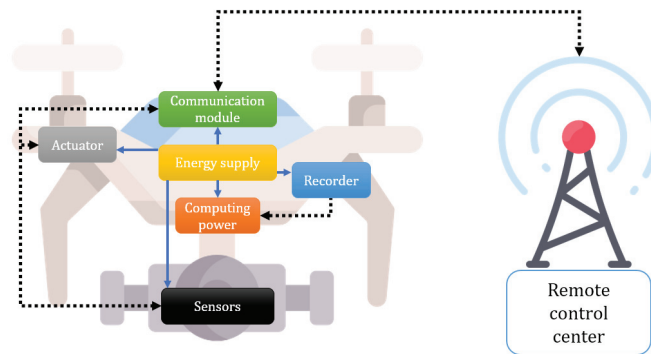 Communication
module
Actuator
Energy supply
Recorder
Computing
power
Sensors
Remote
control
center